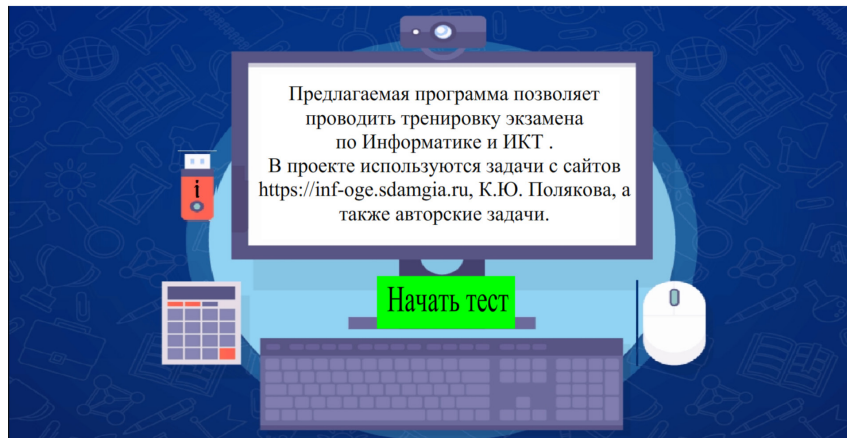 Предлагаемая программа позволяет
проводить тренировку экзамена
по Информатике и ИКТ .
В проекте используются задачи с сайтов
https://inf-oge.sdamgia.ru, К.Ю. Полякова, а
также авторские задачи.
i
Начать тест